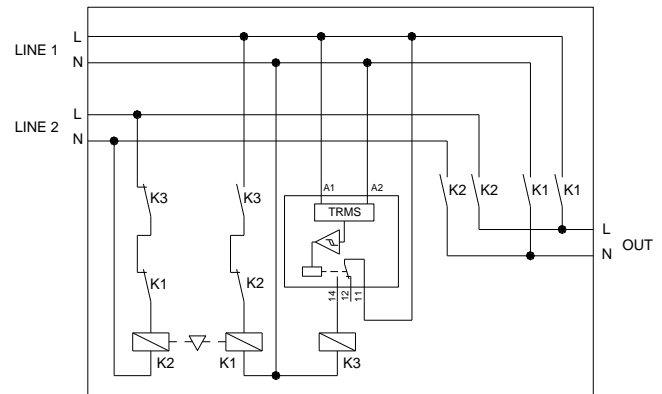 L
LINE 1
N
L
LINE 2
N
K3
K3
A1 A2
K2 K2 K1 K1
TRMS
L
OUT
N
K1
K2
14 12 11
K2
K1
K3